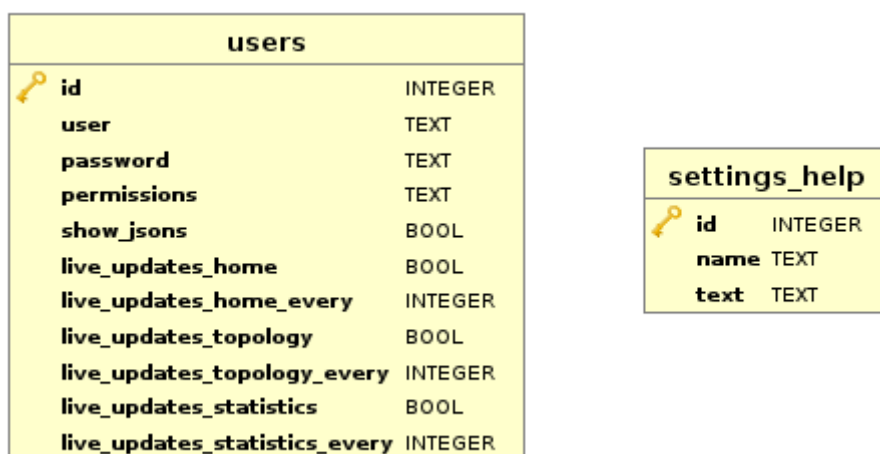 users
id INTEGER
user TEXT
password TEXT
permissions TEXT
show_jsons BOOL
live_updates_home BOOL
live_updates_home_every INTEGER
live_updates_topology BOOL
live_updates_topology_every INTEGER
live_updates_statistics BOOL
live_updates_statistics_every INTEGER
settings_help
id INTEGER
name TEXT
text TEXT